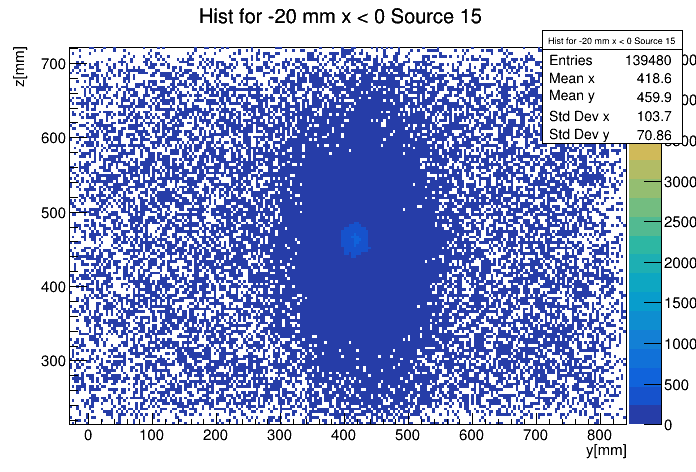 Hist for -20 mm x < 0 Source 15
Hist for -20 mm x < 0 Source 15
Entries 139480
Mean x 418.6
Mean y 459.9
Std Dev x 103.7
Std Dev y 70.86
z[mm]
700
600
500
400
300
0 100 200 300 400 500 600 700 800
y[mm]
3000
2500
2000
1500
1000
500
0